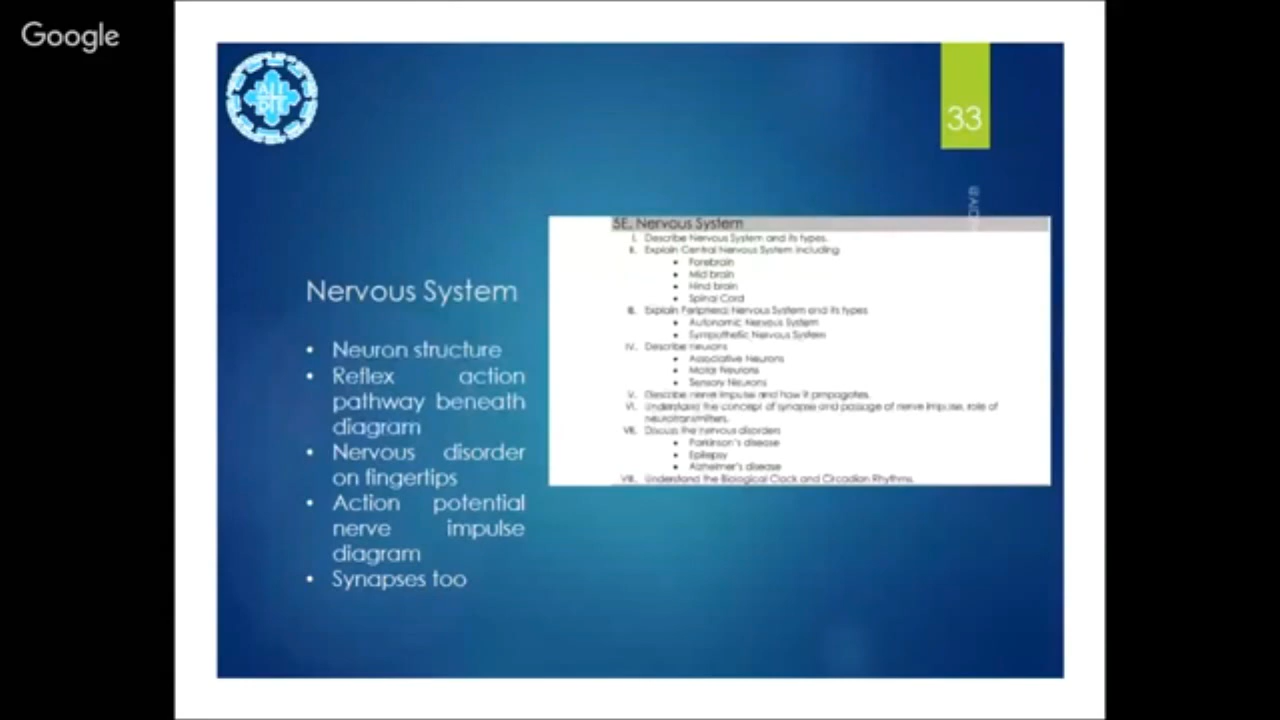 Google
33
5E. Nervous System
I. Describe Nervous System and its types.
II. Explain Central Nervous System including
• Forebrain
• Mid brain
• Hind brain
• Spinal Cord
III. Explain Peripheral Nervous System and its types
• Autonomic Nervous System
• Sympathetic Nervous System
IV. Describe neurons
• Associative Neurons
• Motor Neurons
• Sensory Neurons
V. Describe nerve impulse and how it propagates.
VI. Understand the concept of synapse and passage of nerve impulse, role of
neurotransmitters.
VII. Discuss the nervous disorders
• Parkinson's disease
• Epilepsy
• Alzheimer's disease
VIII. Understand the Biological Clock and Circadian Rhythms.
Nervous System
• Neuron structure
• Reflex action
pathway beneath
diagram
• Nervous disorder
on fingertips
• Action potential
nerve impulse
diagram
• Synapses too